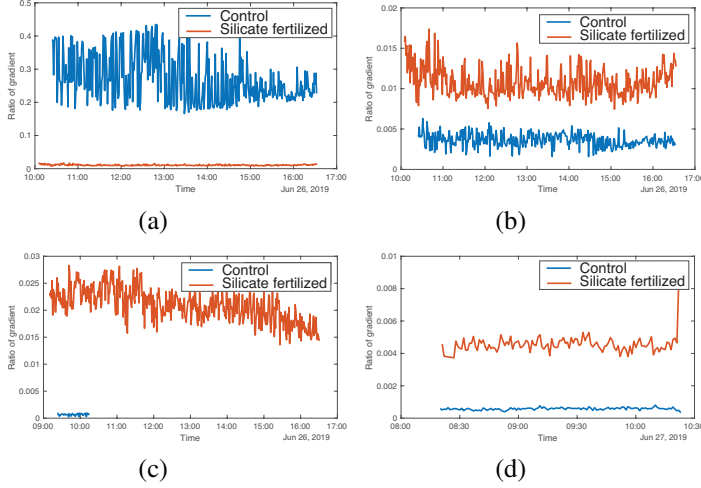 0.5
0.4
0.3
0.2
0.1
0
Ratio of gradient
Control
Silicate fertilized
10:00 11:00 12:00 13:00 14:00 15:00 16:00 17:00
Time
Jun 26, 2019
(a)
0.02
0.015
0.01
0.005
0
Ratio of gradient
Control
Silicate fertilized
10:00 11:00 12:00 13:00 14:00 15:00 16:00 17:00
Time
Jun 26, 2019
(b)
0.03
0.025
0.02
0.015
0.01
0.005
0
Ratio of gradient
Control
Silicate fertilized
09:00 10:00 11:00 12:00 13:00 14:00 15:00 16:00 17:00
Time
Jun 26, 2019
(c)
0.01
0.008
0.006
0.004
0.002
0
Ratio of gradient
Control
Silicate fertilized
08:00 08:30 09:00 09:30 10:00 10:30
Time
Jun 27, 2019
(d)